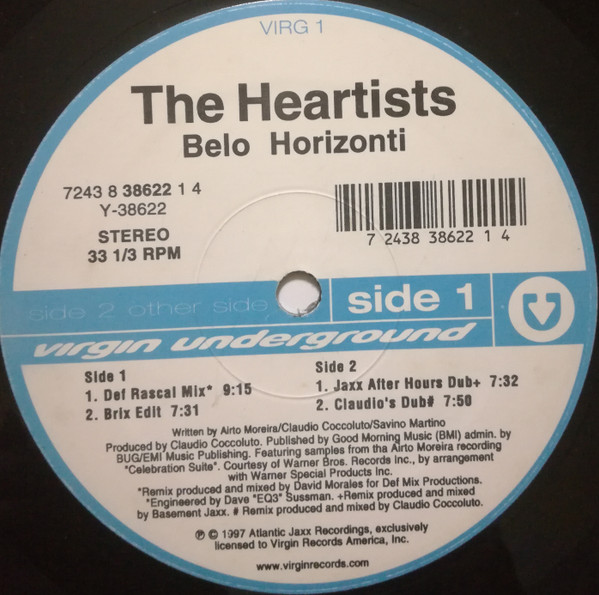 VIRG 1
The Heartists
Belo Horizonti
7243 8 38622 1 4
Y-38622
STEREO
33 1/3 RPM
7 2438 38622 1 4
side 2 other side
side 1
virgin underground
Side 1
1. Def Rascal Mix* 9:15
2. Brix Edit 7:31
Side 2
1. Jaxx After Hours Dub+ 7:32
2. Claudio's Dub# 7:50
Written by Airto Moreira/Claudio Coccoluto/Savino Martino
Produced by Claudio Coccoluto. Published by Good Morning Music (BMI) admin. by
BUG/EMI Music Publishing. Featuring samples from tha Airto Moreira recording
"Celebration Suite". Courtesy of Warner Bros. Records Inc., by arrangement
with Warner Special Products Inc.
*Remix produced and mixed by David Morales for Def Mix Productions.
*Engineered by Dave "EQ3" Sussman. +Remix produced and mixed
by Basement Jaxx. # Remix produced and mixed by Claudio Coccoluto.
℗ © 1997 Atlantic Jaxx Recordings, exclusively
licensed to Virgin Records America, Inc.
www.virginrecords.com